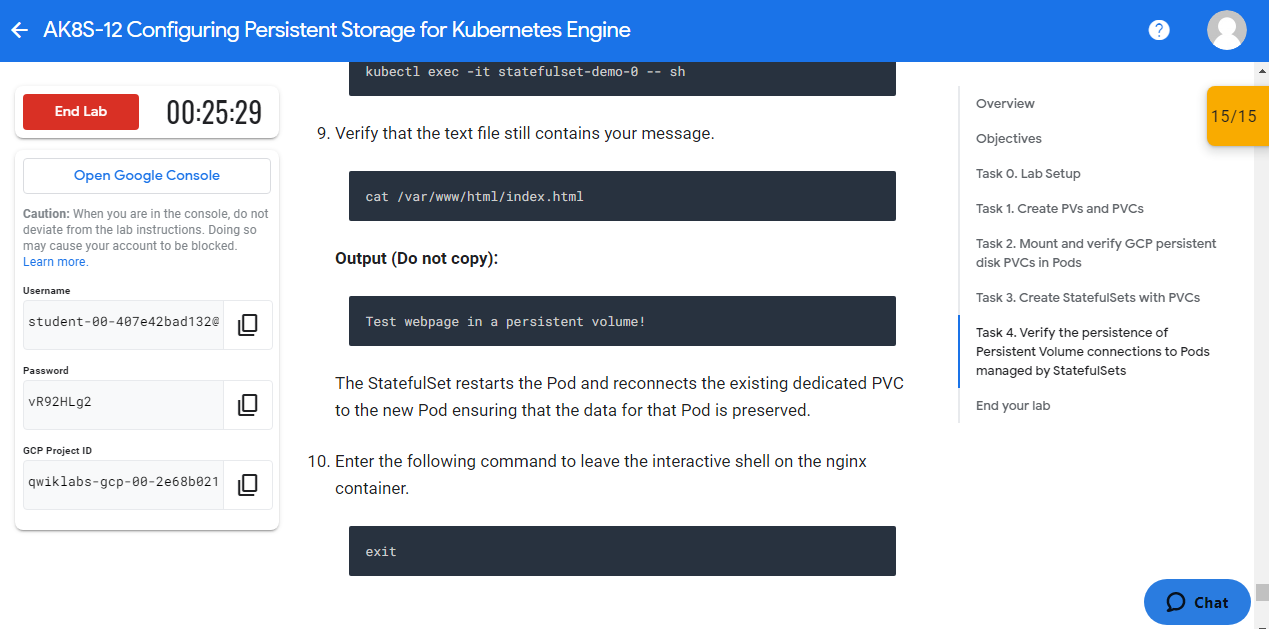 AK8S-12 Configuring Persistent Storage for Kubernetes Engine
?
End Lab
00:25:29
Open Google Console
Caution: When you are in the console, do not
deviate from the lab instructions. Doing so
may cause your account to be blocked.
Learn more.
Username
student-00-407e42bad132@
Password
vR92HLg2
GCP Project ID
qwiklabs-gcp-00-2e68b021
kubectl exec -it statefulset-demo-0 -- sh
9. Verify that the text file still contains your message.
cat /var/www/html/index.html
Output (Do not copy):
Test webpage in a persistent volume!
The StatefulSet restarts the Pod and reconnects the existing dedicated PVC
to the new Pod ensuring that the data for that Pod is preserved.
10. Enter the following command to leave the interactive shell on the nginx
container.
exit
Overview
Objectives
Task 0. Lab Setup
Task 1. Create PVs and PVCs
Task 2. Mount and verify GCP persistent
disk PVCs in Pods
Task 3. Create StatefulSets with PVCs
Task 4. Verify the persistence of
Persistent Volume connections to Pods
managed by StatefulSets
End your lab
15/15
Chat